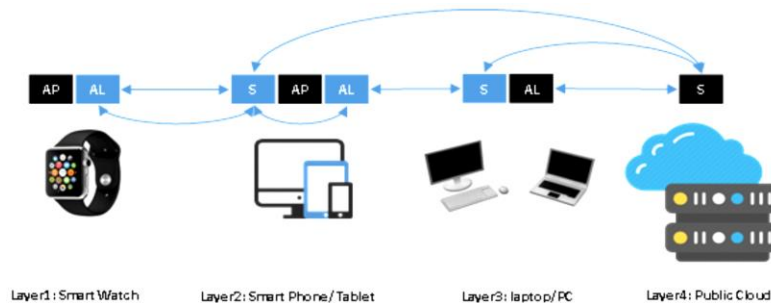 AP AL S AP AL S AL S
Layer1: Smart Watch Layer2: Smart Phone/Tablet Layer3: laptop/PC Layer4: Public Cloud